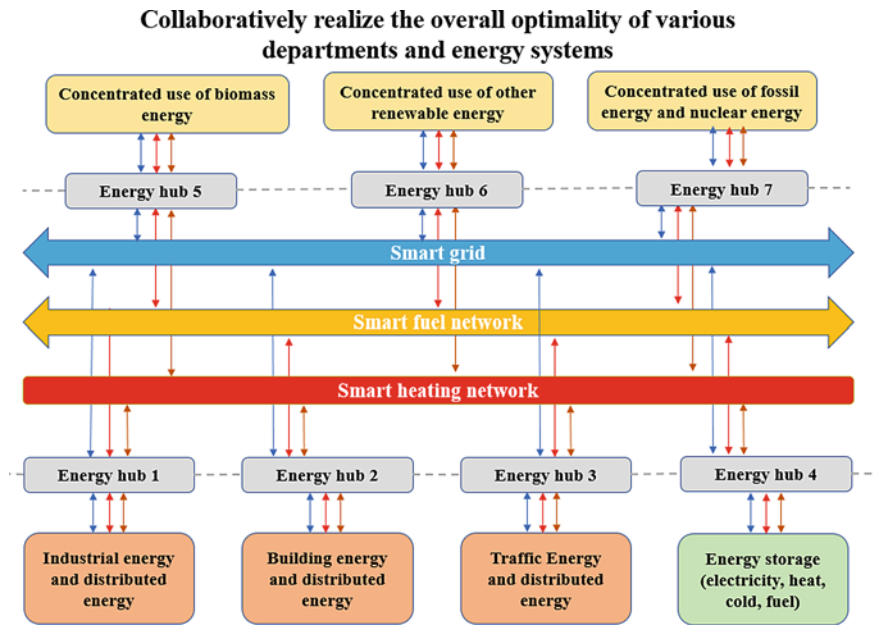 Collaboratively realize the overall optimality of various
departments and energy systems
Concentrated use of biomass
energy
Concentrated use of other
renewable energy
Concentrated use of fossil
energy and nuclear energy
Energy hub 5
Energy hub 6
Energy hub 7
Smart grid
Smart fuel network
Smart heating network
Energy hub 1
Energy hub 2
Energy hub 3
Energy hub 4
Industrial energy
and distributed
energy
Building energy
and distributed
energy
Traffic Energy
and distributed
energy
Energy storage
(electricity, heat,
cold, fuel)